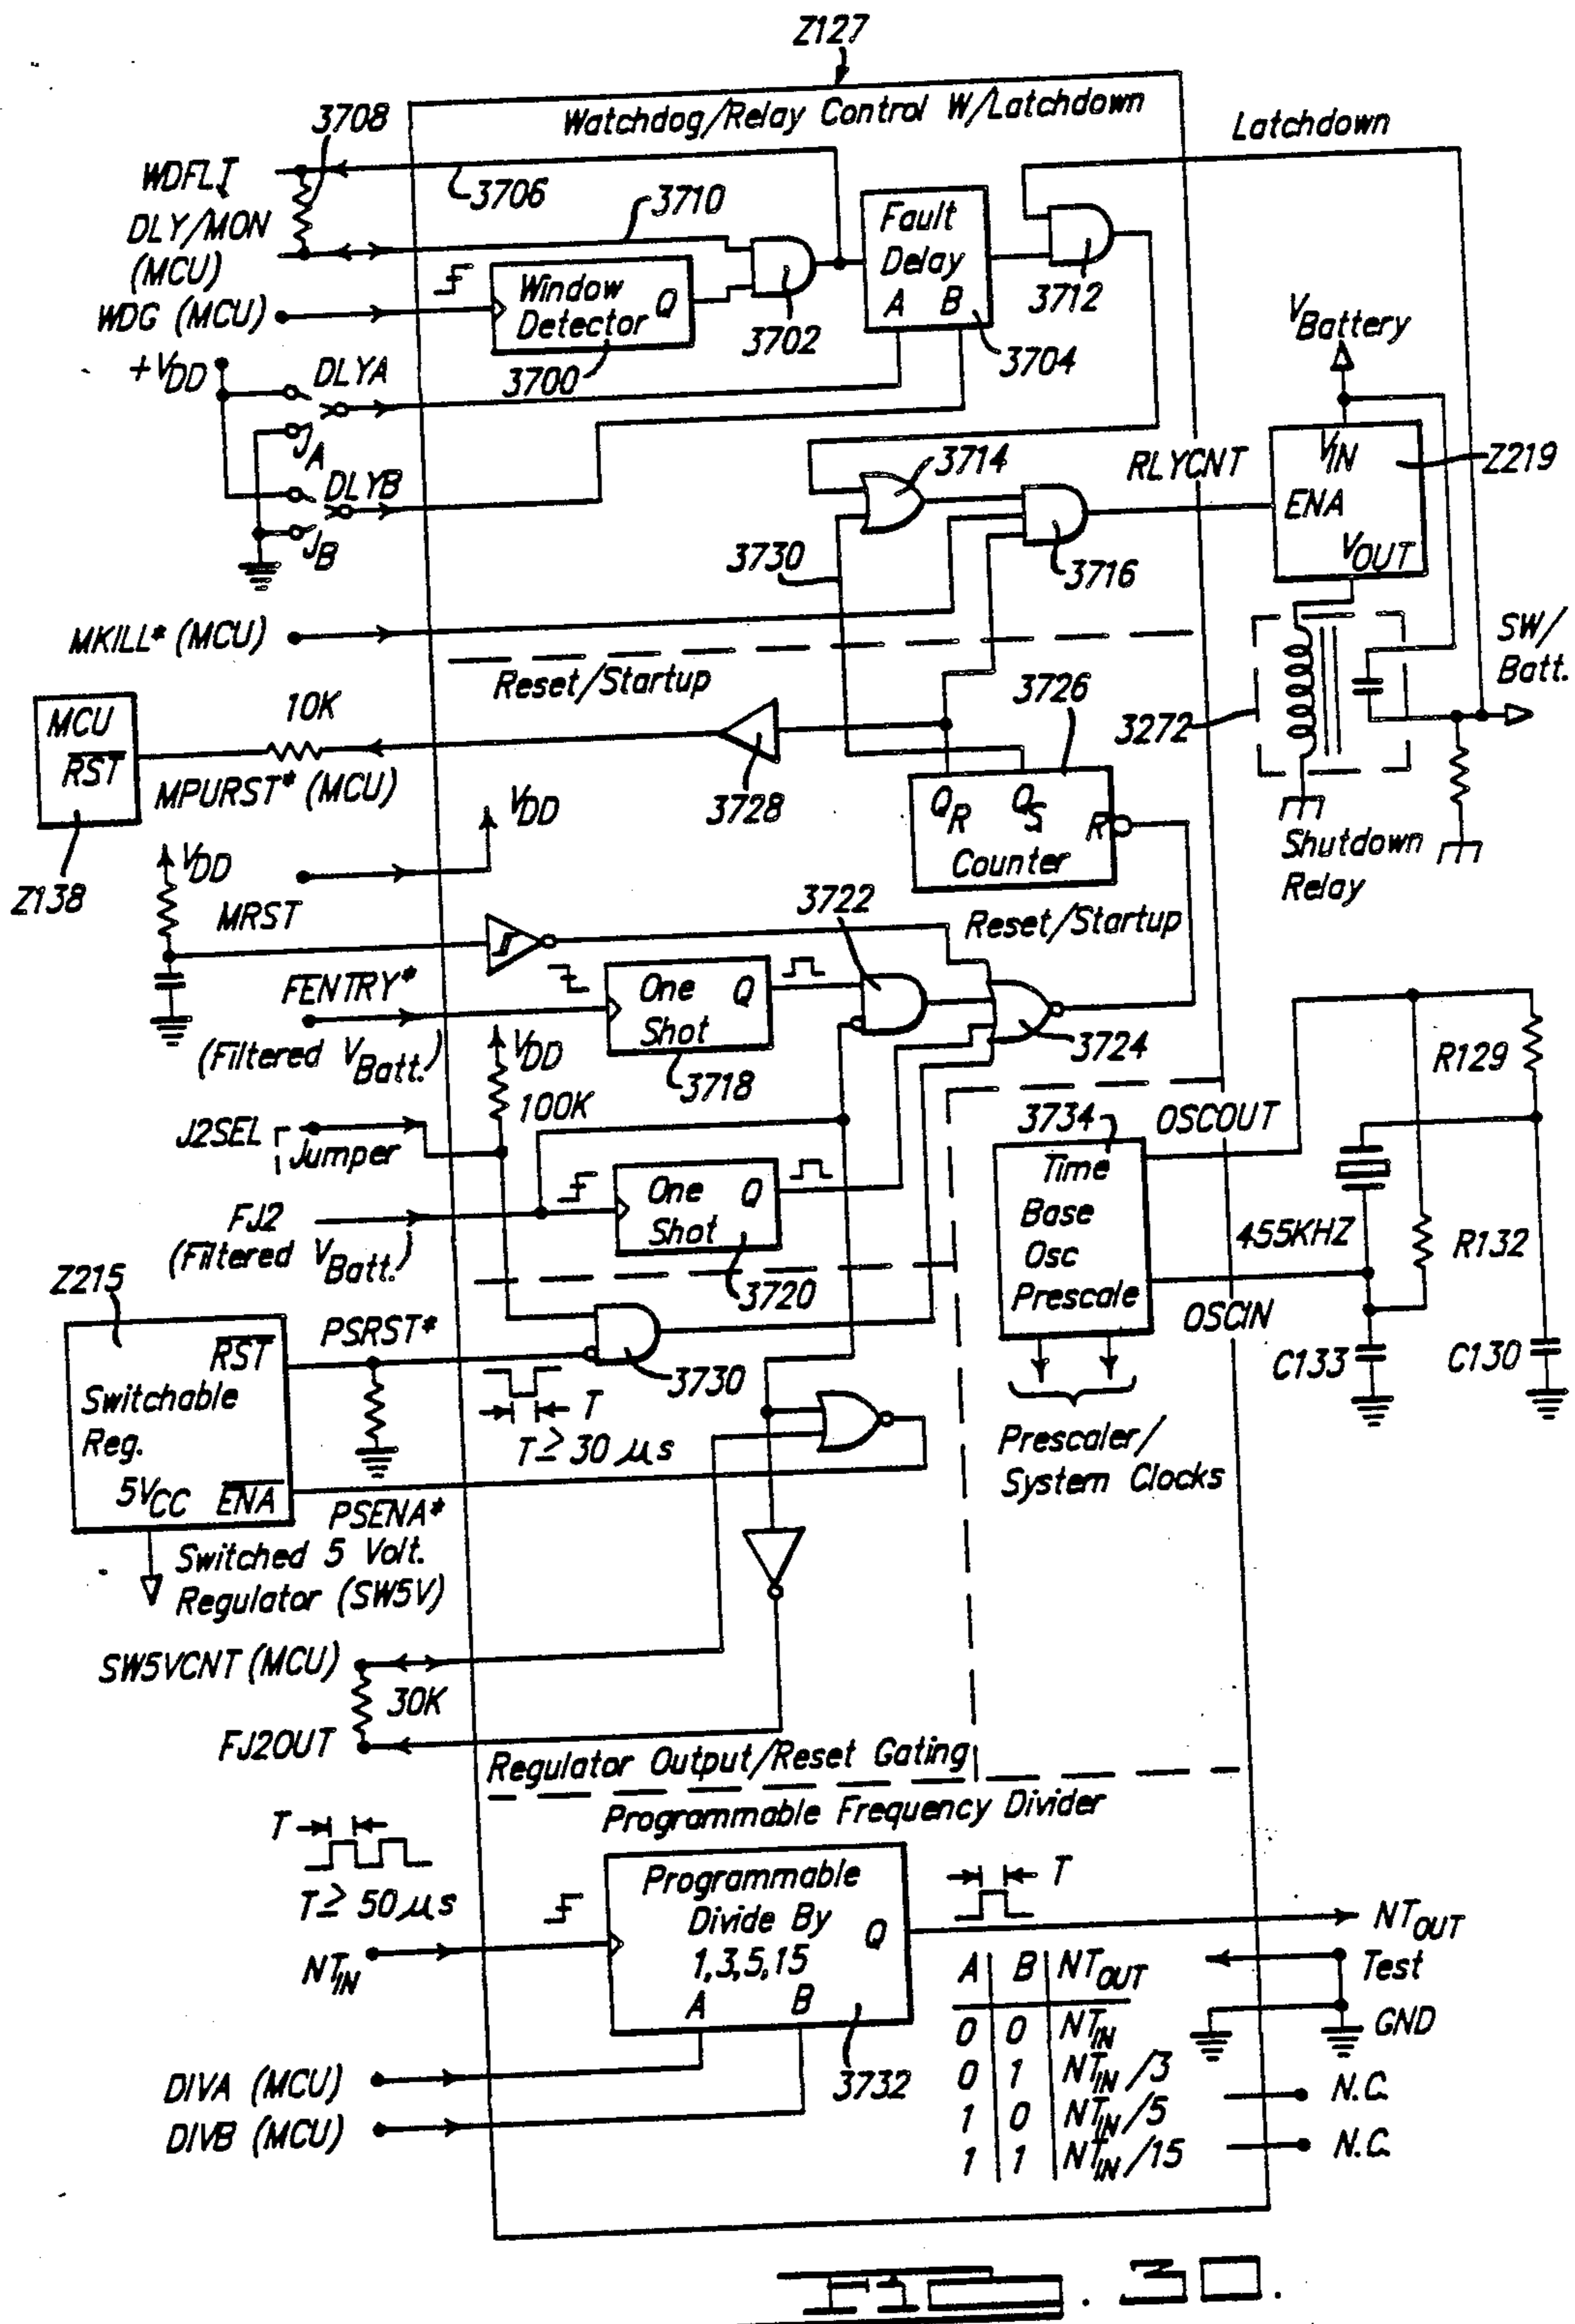 Z127
Watchdog/Relay Control W/Latchdown
Latchdown
3708
WDFLT
3706
3710
DLY/MON
(MCU)
WDG (MCU)
Window
Detector Q
3700
3702
Fault
Delay
A B
3704
3712
VBattery
+VDD
DLYA
JA
DLYB
JB
3714
RLYCNT
VIN
ENA
VOUT
Z219
3730
3716
MKILL* (MCU)
Reset/Startup
3726
3272
SW/
Batt.
MCU
RST
10K
MPURST* (MCU)
3728
QR QS R
Counter
Shutdown
Relay
Z138
VDD
VDD
MRST
3722
Reset/Startup
FENTRY*
(Filtered VBatt.)
One Q
Shot
3718
3724
VDD
100K
R129
J2SEL
Jumper
3734
OSCOUT
Time
Base
Osc
Prescale
One Q
Shot
3720
FJ2
(Filtered VBatt.)
455KHZ
R132
OSCIN
C133
C130
Z215
RST
Switchable
Reg.
5VCC ENA
PSRST*
3730
T
T ≥ 30 μs
Prescaler/
System Clocks
PSENA*
Switched 5 Volt.
Regulator (SW5V)
SW5VCNT (MCU)
30K
FJ2OUT
Regulator Output/Reset Gating
Programmable Frequency Divider
T
T ≥ 50 μs
NTIN
Programmable
Divide By
1,3,5,15
Q
A B
3732
T
NTOUT
Test
GND
N.C.
N.C.
A B NTOUT
0 0 NTIN
0 1 NTIN/3
1 0 NTIN/5
1 1 NTIN/15
DIVA (MCU)
DIVB (MCU)
FIG. 30.